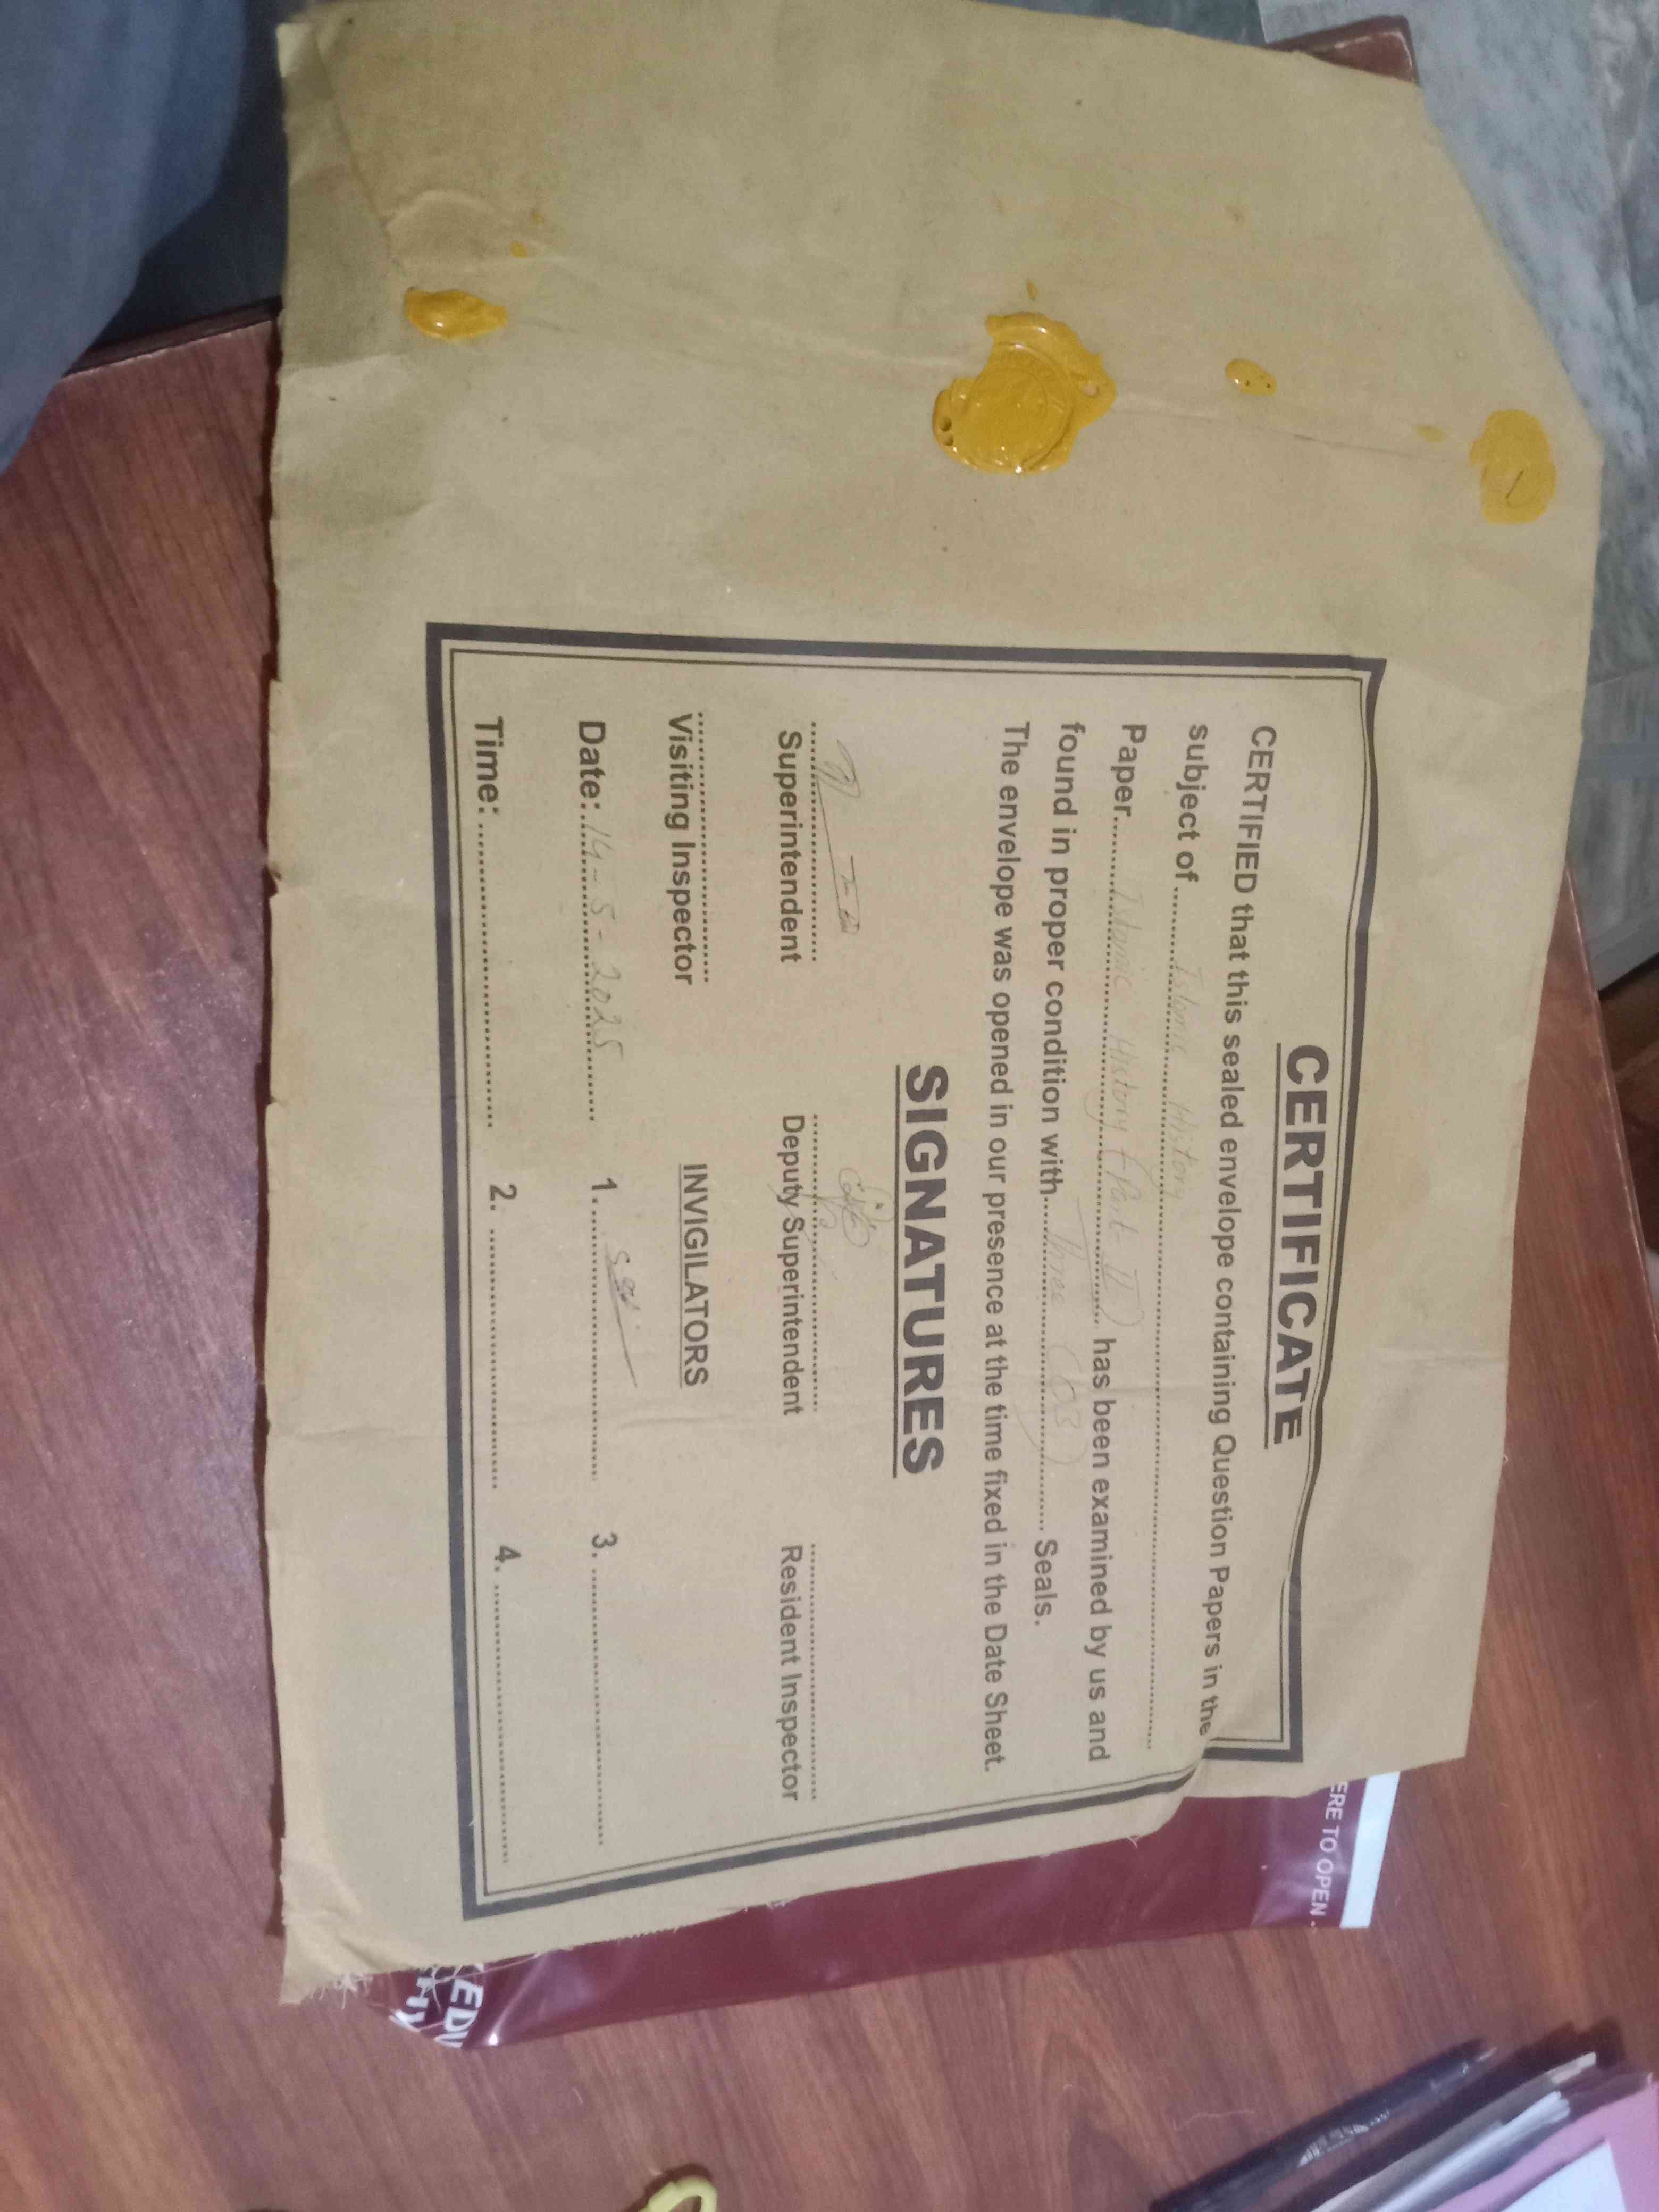 CERTIFICATE
CERTIFIED that this sealed envelope containing Question Papers in the
subject of ........ Islamic History ........
Paper........ Islamic History (Part-II) ........ has been examined by us and
found in proper condition with........ three (03) ........ Seals.
The envelope was opened in our presence at the time fixed in the Date Sheet.
SIGNATURES
Superintendent Deputy Superintendent Resident Inspector
Visiting Inspector INVIGILATORS
Date: 14-5-2025 1. ........ 3. ........
Time: ........ 2. ........ 4. ........
ERE TO OPEN
EDU